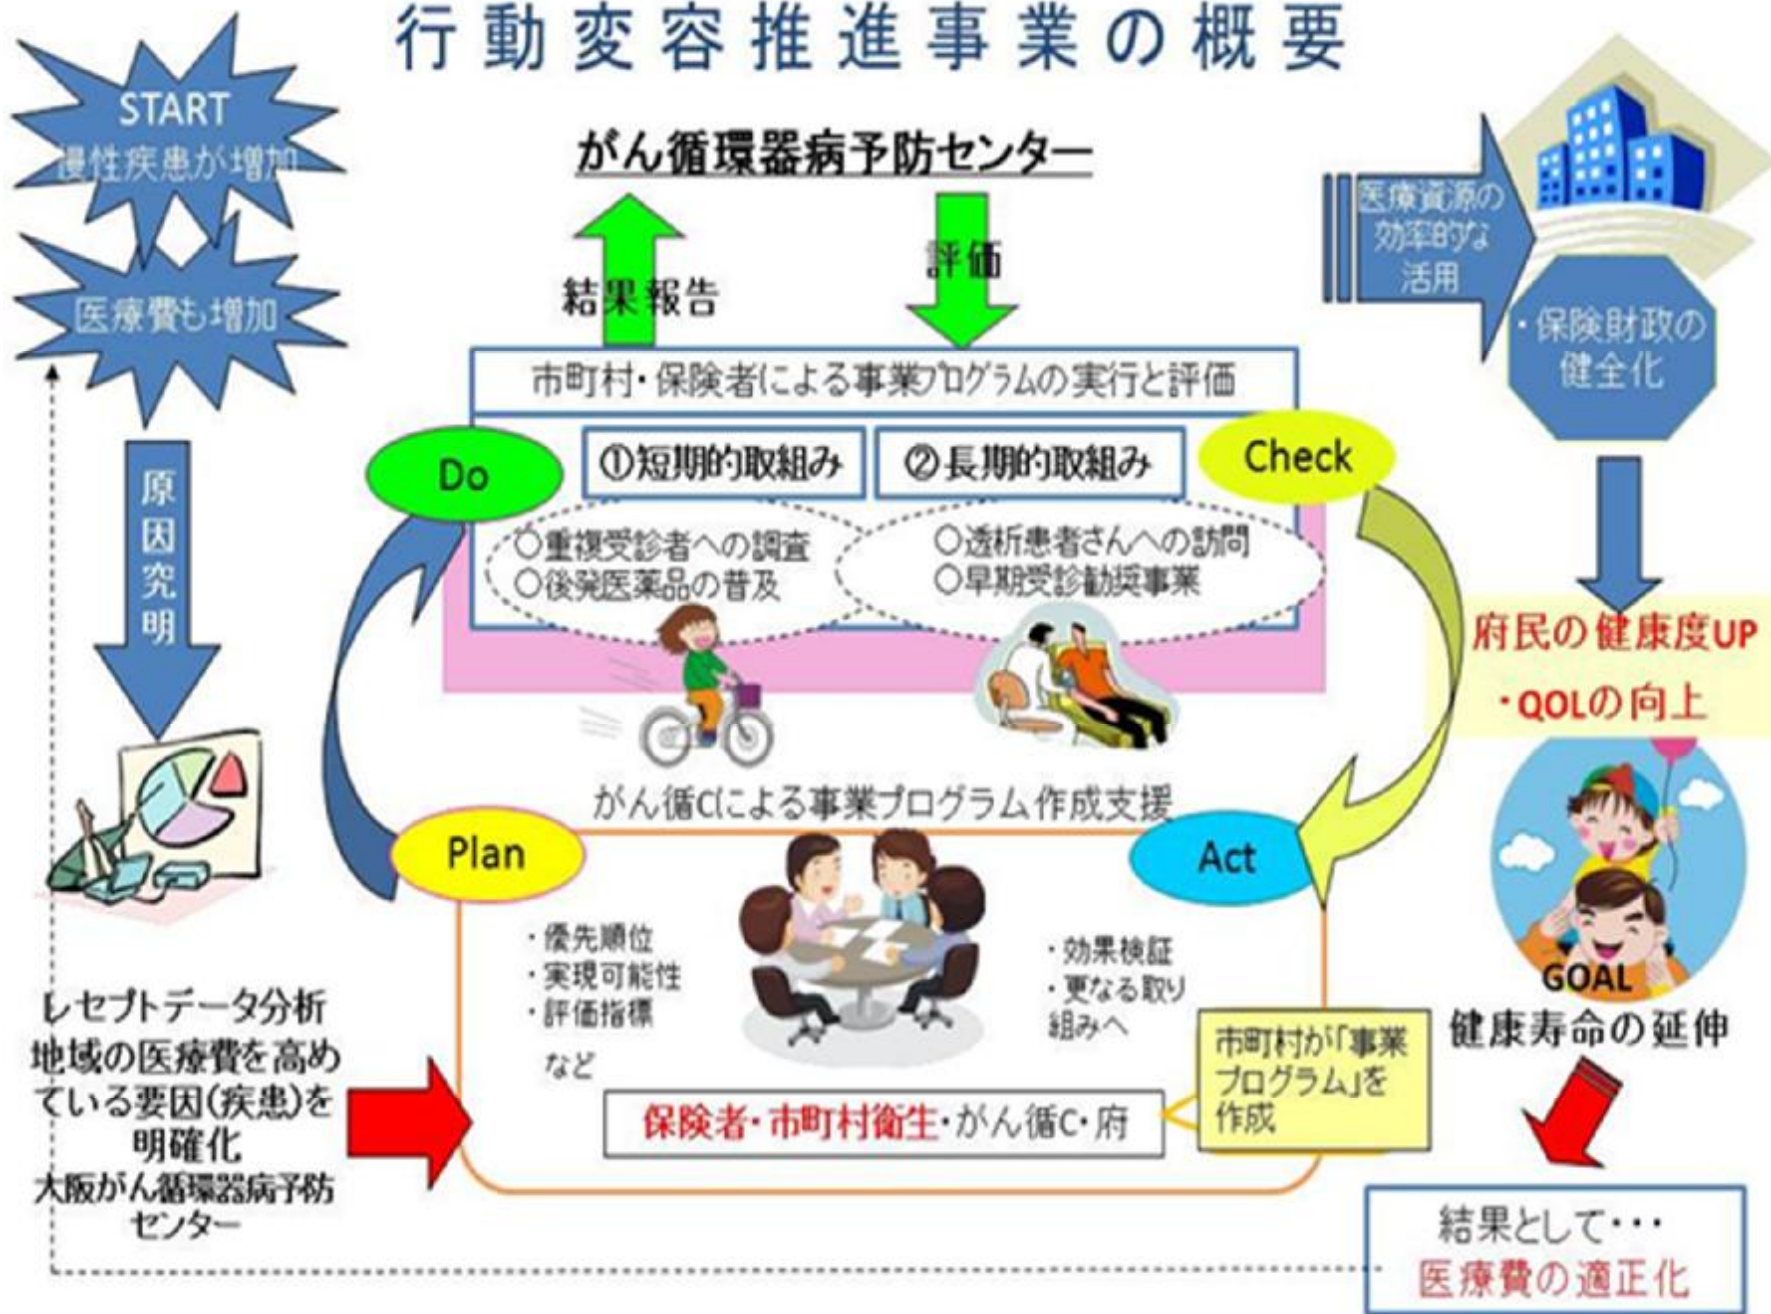 行動変容推進事業の概要
START
慢性疾患が増加
医療費も増加
原因究明
レセプトデータ分析
地域の医療費を高め
ている要因(疾患)を
明確化
大阪がん循環器病予防
センター
がん循環器病予防センター
結果報告
評価
市町村・保険者による事業プログラムの実行と評価
Do
①短期的取組み
②長期的取組み
Check
○重複受診者への調査
○後発医薬品の普及
○透析患者さんへの訪問
○早期受診勧奨事業
がん循Cによる事業プログラム作成支援
Plan
Act
・優先順位
・実現可能性
・評価指標
など
・効果検証
・更なる取り
組みへ
保険者・市町村衛生・がん循C・府
市町村が「事業
プログラム」を
作成
医療資源の
効率的な
活用
・保険財政の
健全化
府民の健康度UP
・QOLの向上
GOAL
健康寿命の延伸
結果として・・・
医療費の適正化